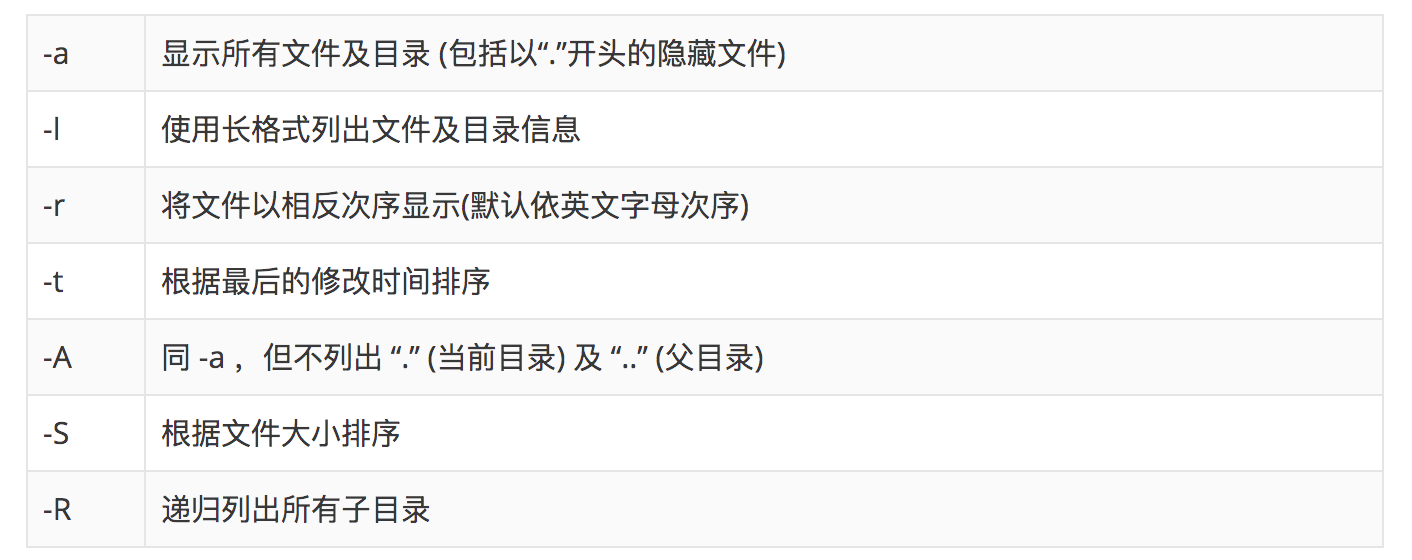 -a 显示所有文件及目录 (包括以“.”开头的隐藏文件)
-l 使用长格式列出文件及目录信息
-r 将文件以相反次序显示(默认依英文字母次序)
-t 根据最后的修改时间排序
-A 同 -a ，但不列出 “.” (当前目录) 及 “..” (父目录)
-S 根据文件大小排序
-R 递归列出所有子目录